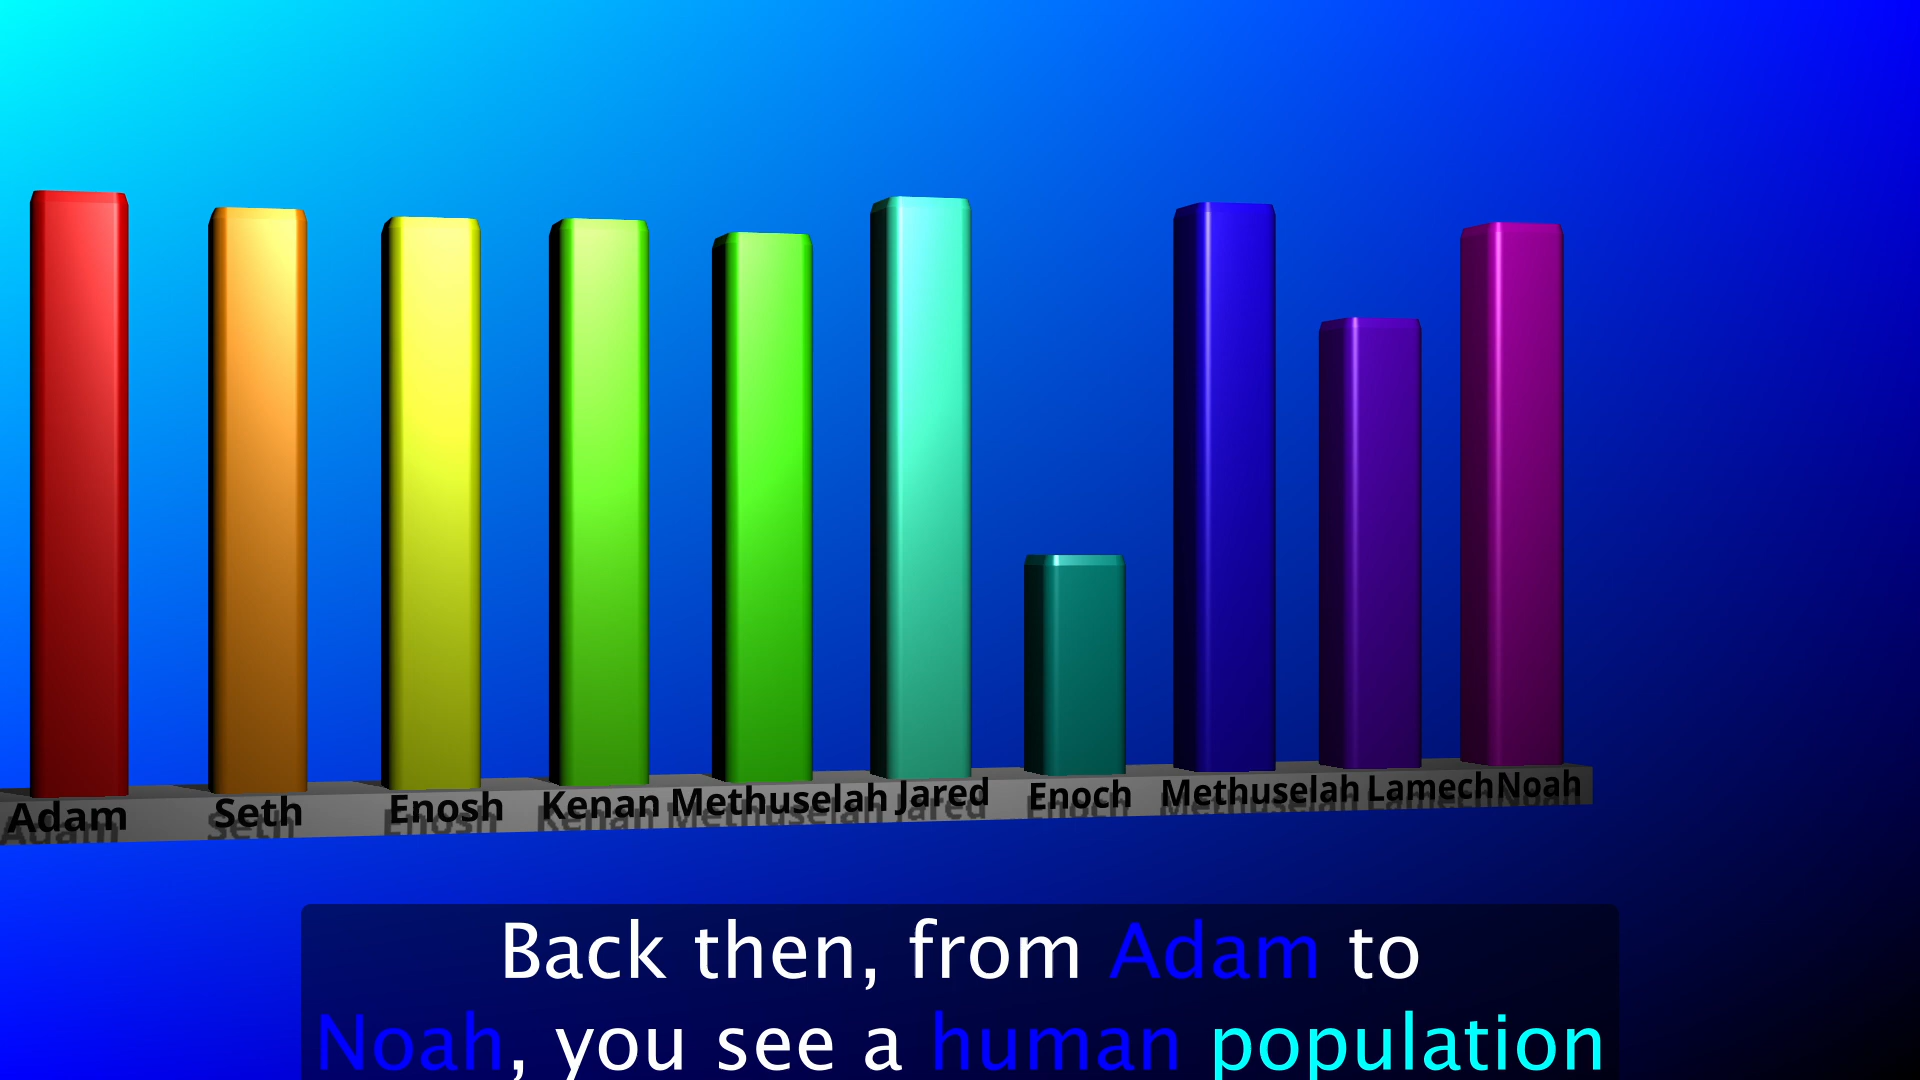 Adam Seth Enosh Kenan Methuselah Jared Enoch Methuselah Lamech Noah
Back then, from Adam to
Noah, you see a human population